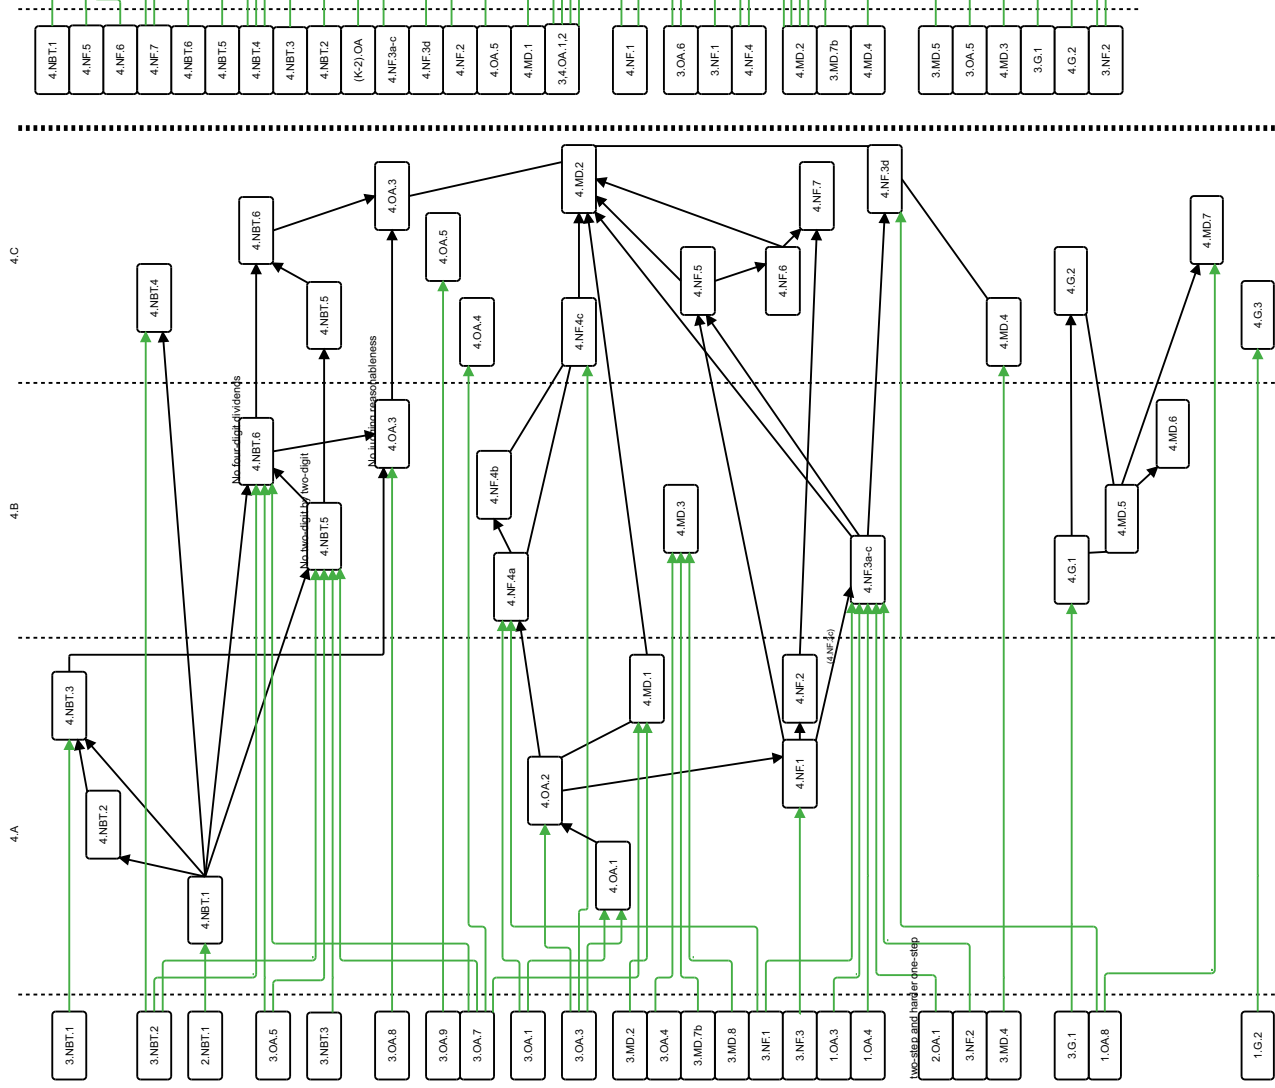 4.NBT.1
4.NF.5
4.NF.6
4.NF.7
4.NBT.6
4.NBT.5
4.NBT.4
4.NBT.3
4.NBT.2
(K-2).OA
4.NF.3a-c
4.NF.3d
4.NF.2
4.OA.5
4.MD.1
3,4.OA.1,2
4.NF.1
3.OA.6
3.NF.1
4.NF.4
4.MD.2
3.MD.7b
4.MD.4
3.MD.5
3.OA.5
4.MD.3
3.G.1
4.G.2
3.NF.2
4.C
4.NBT.4
4.NBT.6
4.NBT.5
4.OA.3
4.OA.5
4.OA.4
4.MD.2
4.NF.4c
4.NF.5
4.NF.6
4.NF.7
4.NF.3d
4.MD.4
4.G.2
4.MD.7
4.G.3
4.B
No four-digit dividends
4.NBT.6
No two-digit by two-digit
4.NBT.5
No judging reasonableness
4.OA.3
4.NF.4b
4.NF.4a
4.MD.3
4.NF.3a-c
4.G.1
4.MD.5
4.MD.6
4.A
4.NBT.3
4.NBT.2
4.NBT.1
4.OA.2
4.OA.1
4.MD.1
4.NF.2
4.NF.1
(4.NF.3c)
3.NBT.1
3.NBT.2
2.NBT.1
3.OA.5
3.NBT.3
3.OA.8
3.OA.9
3.OA.7
3.OA.1
3.OA.3
3.MD.2
3.OA.4
3.MD.7b
3.MD.8
3.NF.1
3.NF.3
1.OA.3
1.OA.4
two-step and harder one-step
2.OA.1
3.NF.2
3.MD.4
3.G.1
1.OA.8
1.G.2